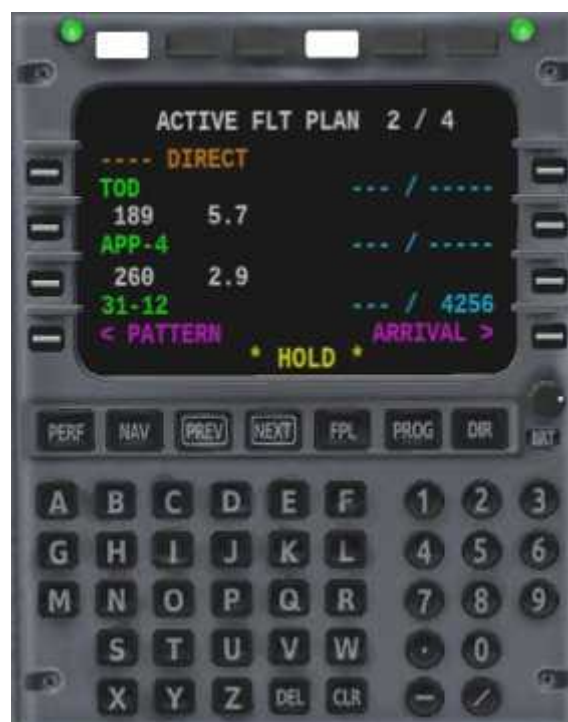 ACTIVE FLT PLAN 2 / 4
---- DIRECT
TOD --- / -----
189 5.7
APP-4 --- / -----
260 2.9
31-12 --- / 4256
< PATTERN ARRIVAL >
* HOLD *
PERF NAV PREV NEXT FPL PROG DIR BRT
A B C D E F 1 2 3
G H I J K L 4 5 6
M N O P Q R 7 8 9
S T U V W . 0
X Y Z DEL CLR - /